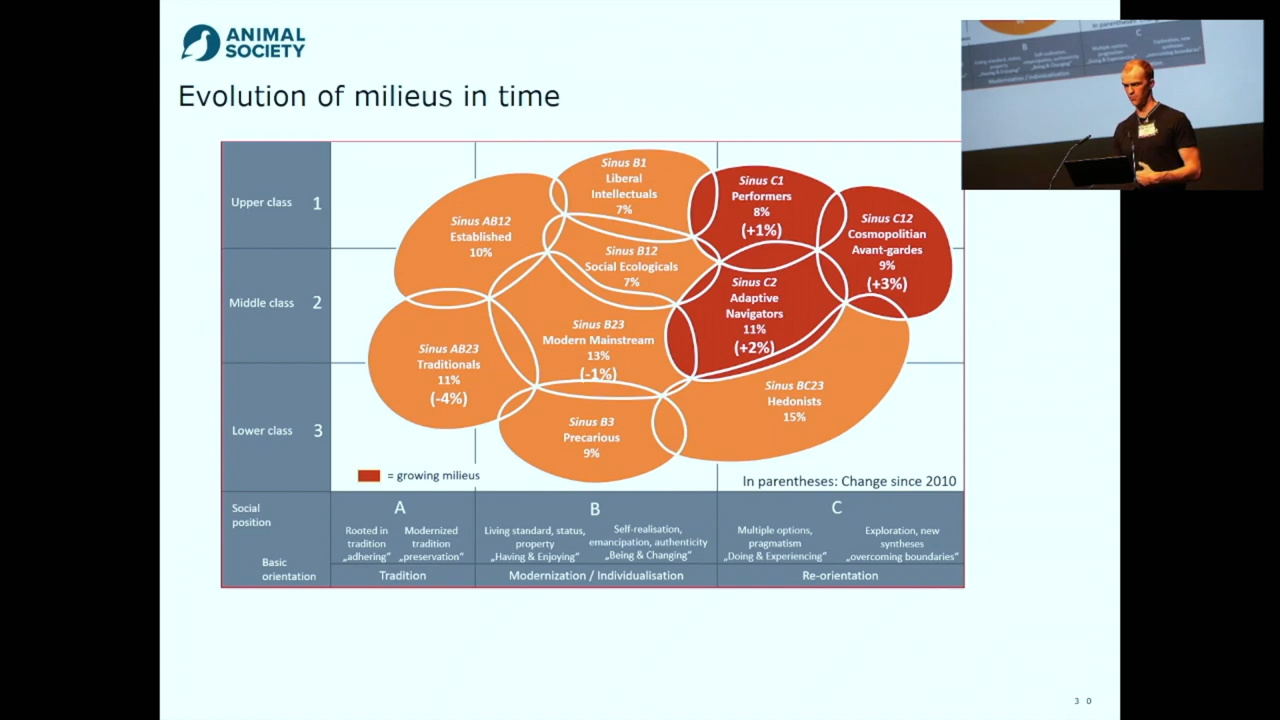 ANIMAL
SOCIETY
Evolution of milieus in time
Upper class 1
Middle class 2
Lower class 3
Sinus B1
Liberal
Intellectuals
7%
Sinus C1
Performers
8%
(+1%)
Sinus C12
Cosmopolitan
Avant-gardes
9%
(+3%)
Sinus AB12
Established
10%
Sinus B12
Social Ecologicals
7%
Sinus C2
Adaptive
Navigators
11%
(+2%)
Sinus B23
Modern Mainstream
13%
(-1%)
Sinus AB23
Traditionals
11%
(-4%)
Sinus BC23
Hedonists
15%
Sinus B3
Precarious
9%
= growing milieus
In parentheses: Change since 2010
Social
position
Basic
orientation
A
Rooted in
tradition
„adhering“
Modernized
tradition
„preservation“
Tradition
B
Living standard, status,
property
„Having & Enjoying“
Self-realisation,
emancipation, authenticity
„Being & Changing“
Modernization / Individualisation
C
Multiple options,
pragmatism
„Doing & Experiencing“
Exploration, new
syntheses
„overcoming boundaries“
Re-orientation
3 0